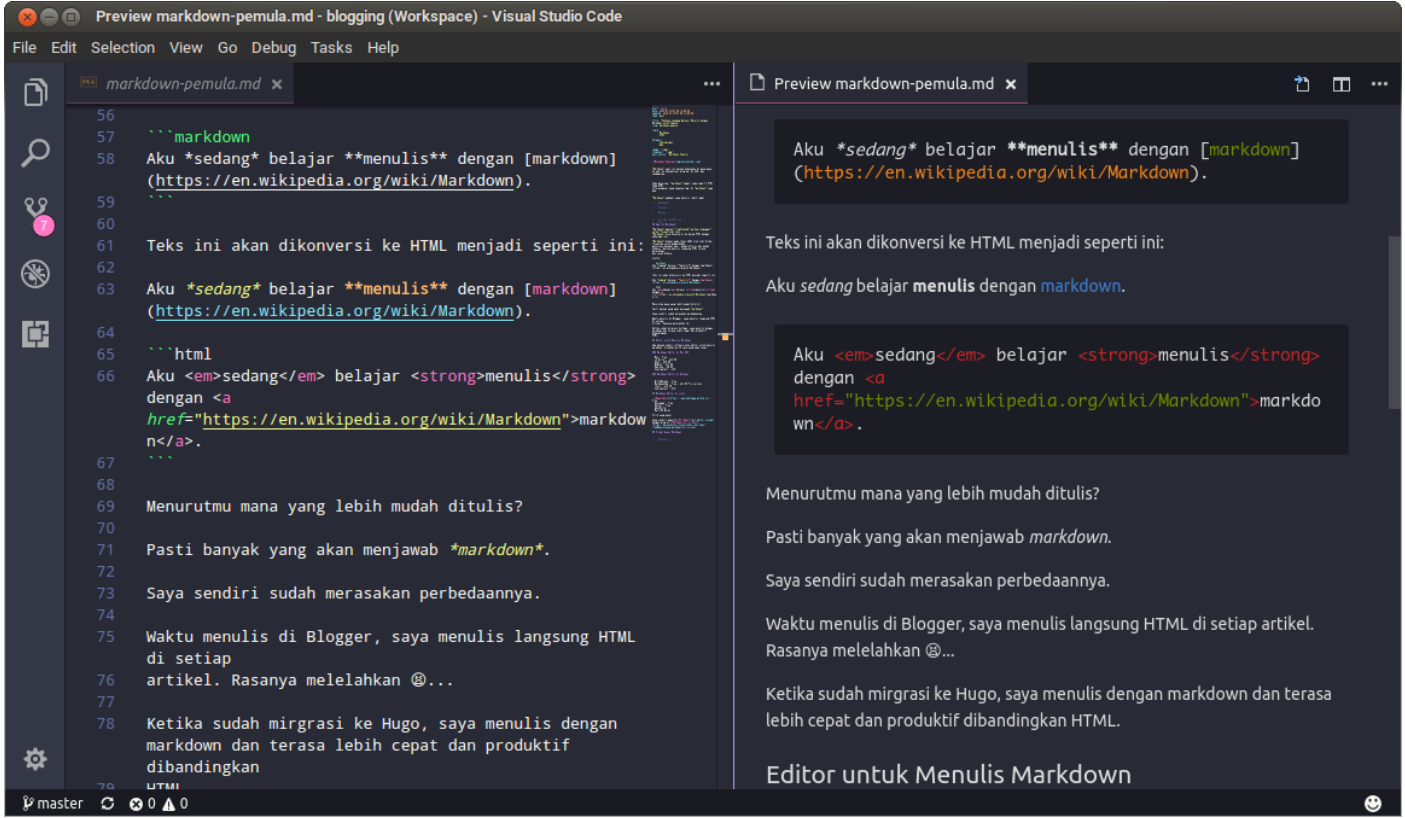 Preview markdown-pemula.md - blogging (Workspace) - Visual Studio Code
File Edit Selection View Go Debug Tasks Help
markdown-pemula.md
56
57 ```markdown
58 Aku *sedang* belajar **menulis** dengan [markdown]
(https://en.wikipedia.org/wiki/Markdown).
59 ```
60
61 Teks ini akan dikonversi ke HTML menjadi seperti ini:
62
63 Aku *sedang* belajar **menulis** dengan [markdown]
(https://en.wikipedia.org/wiki/Markdown).
64
65 ```html
66 Aku <em>sedang</em> belajar <strong>menulis</strong>
dengan <a
href="https://en.wikipedia.org/wiki/Markdown">markdow
n</a>.
67 ```
68
69 Menurutmu mana yang lebih mudah ditulis?
70
71 Pasti banyak yang akan menjawab *markdown*.
72
73 Saya sendiri sudah merasakan perbedaannya.
74
75 Waktu menulis di Blogger, saya menulis langsung HTML
di setiap
76 artikel. Rasanya melelahkan 😫...
77
78 Ketika sudah mirgrasi ke Hugo, saya menulis dengan
markdown dan terasa lebih cepat dan produktif
dibandingkan
79 HTML
Preview markdown-pemula.md
Aku *sedang* belajar **menulis** dengan [markdown]
(https://en.wikipedia.org/wiki/Markdown).
Teks ini akan dikonversi ke HTML menjadi seperti ini:
Aku sedang belajar menulis dengan markdown.
Aku <em>sedang</em> belajar <strong>menulis</strong>
dengan <a
href="https://en.wikipedia.org/wiki/Markdown">markdo
wn</a>.
Menurutmu mana yang lebih mudah ditulis?
Pasti banyak yang akan menjawab markdown.
Saya sendiri sudah merasakan perbedaannya.
Waktu menulis di Blogger, saya menulis langsung HTML di setiap artikel.
Rasanya melelahkan 😫...
Ketika sudah mirgrasi ke Hugo, saya menulis dengan markdown dan terasa
lebih cepat dan produktif dibandingkan HTML.
Editor untuk Menulis Markdown
7
master 0 0